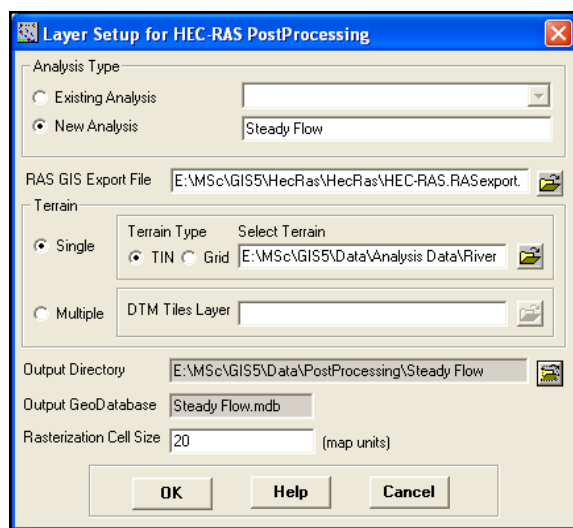 Layer Setup for HEC-RAS PostProcessing
Analysis Type
Existing Analysis
New Analysis Steady Flow
RAS GIS Export File E:\MSc\GIS5\HecRas\HecRas\HEC-RAS.RASexport.
Terrain
Single
Terrain Type Select Terrain
TIN Grid E:\MSc\GIS5\Data\Analysis Data\River
Multiple DTM Tiles Layer
Output Directory E:\MSc\GIS5\Data\PostProcessing\Steady Flow
Output GeoDatabase Steady Flow.mdb
Rasterization Cell Size 20 (map units)
OK Help Cancel